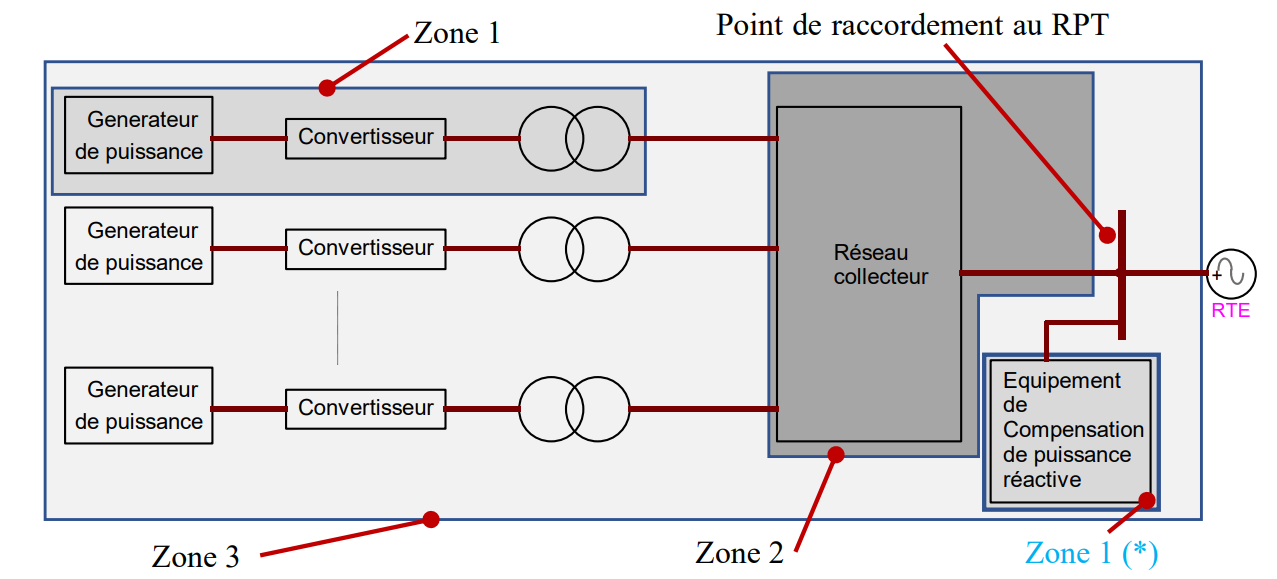 Zone 1
Point de raccordement au RPT
Generateur
de puissance
Convertisseur
Generateur
de puissance
Convertisseur
Réseau
collecteur
+
RTE
Generateur
de puissance
Convertisseur
Equipement
de
Compensation
de puissance
réactive
Zone 3
Zone 2
Zone 1 (*)